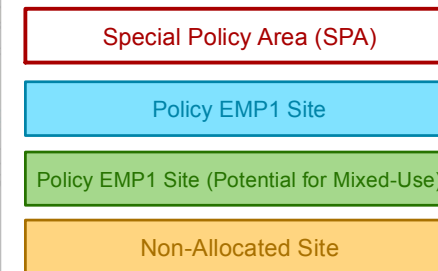 Special Policy Area (SPA)
Policy EMP1 Site
Policy EMP1 Site (Potential for Mixed-Use)
Non-Allocated Site